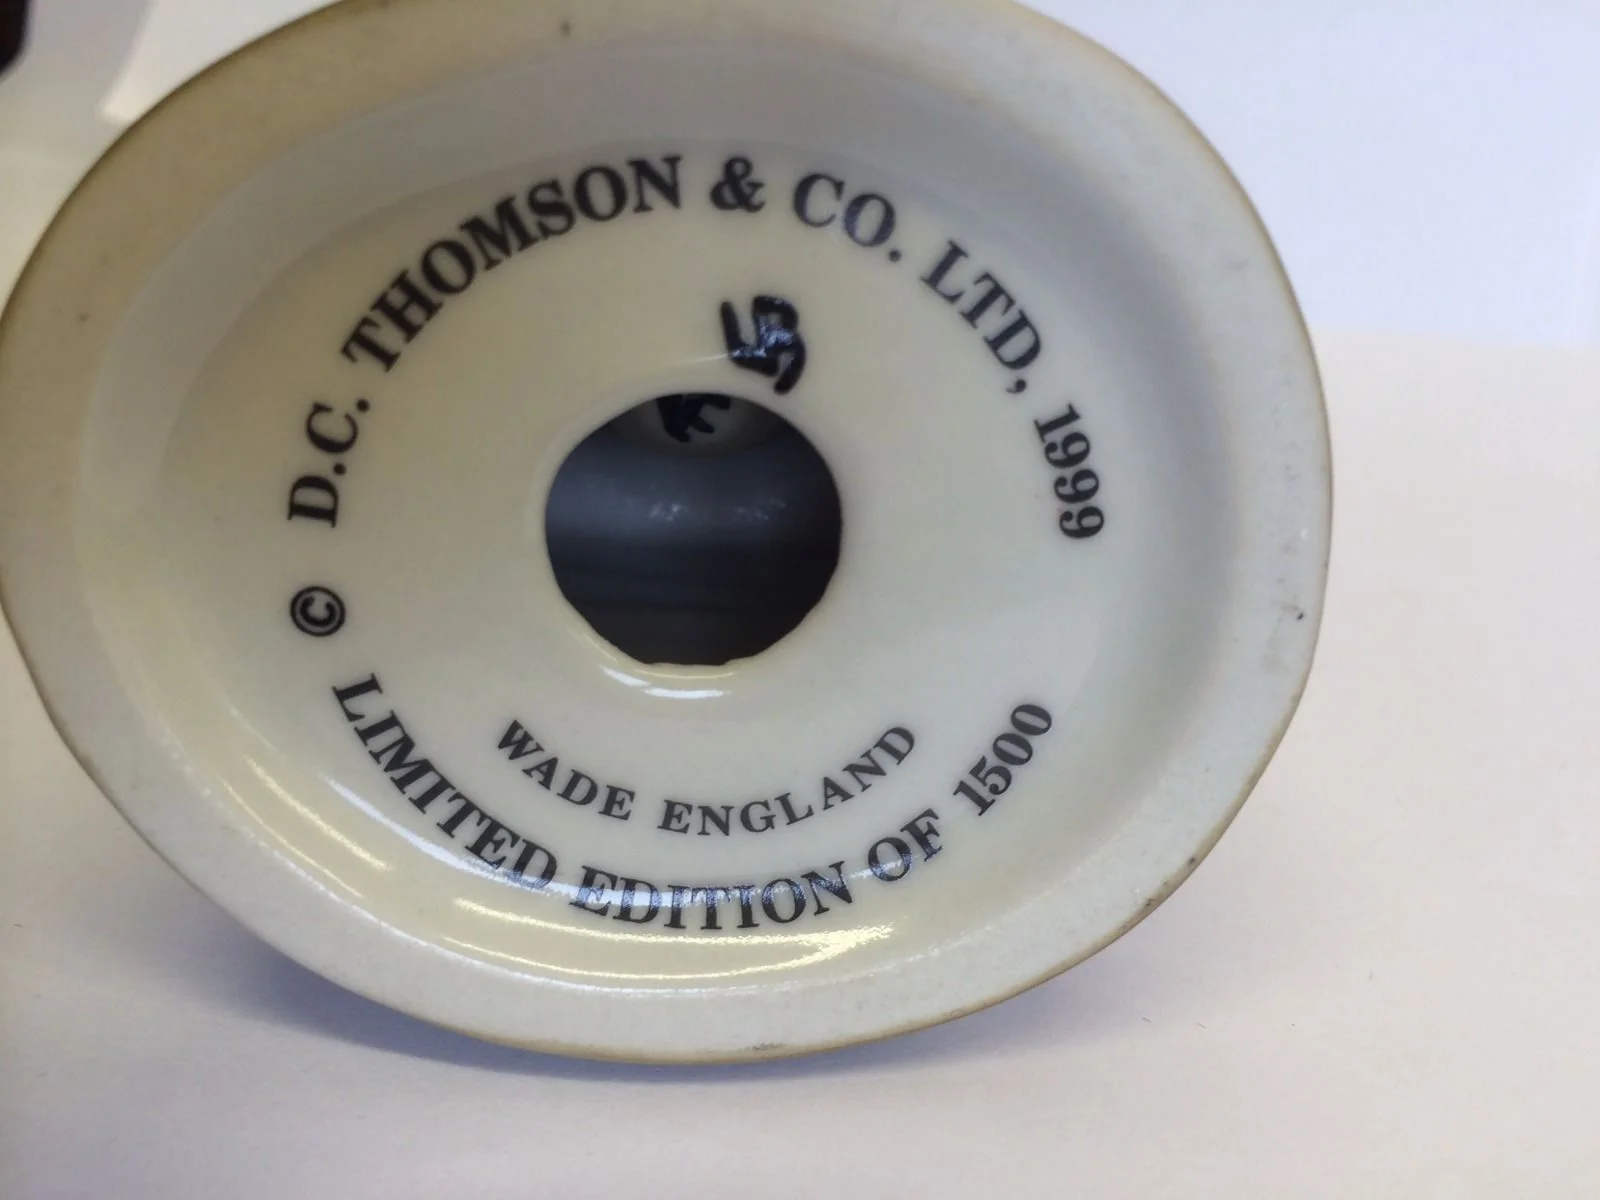 © D.C. THOMSON & CO. LTD, 1999
WADE ENGLAND
LIMITED EDITION OF 1500